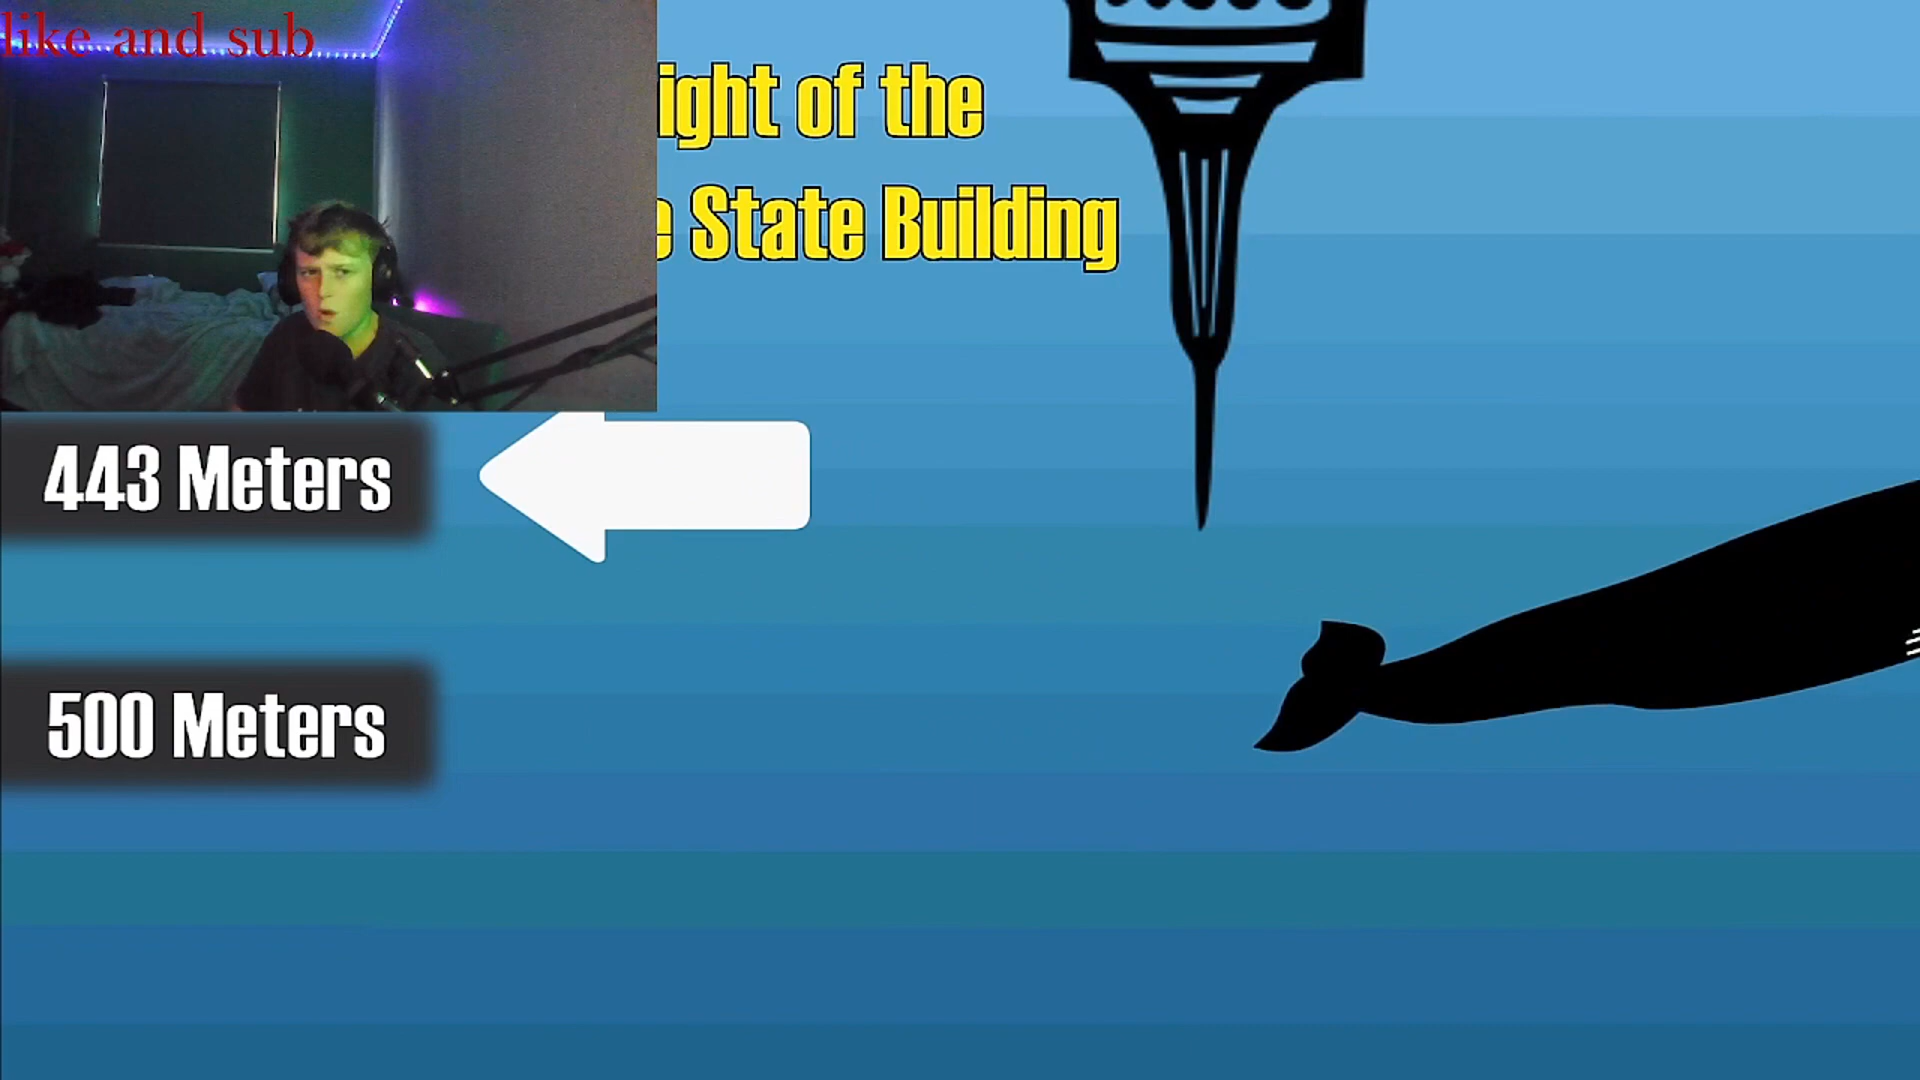 like and sub
ight of the
e State Building
443 Meters
500 Meters